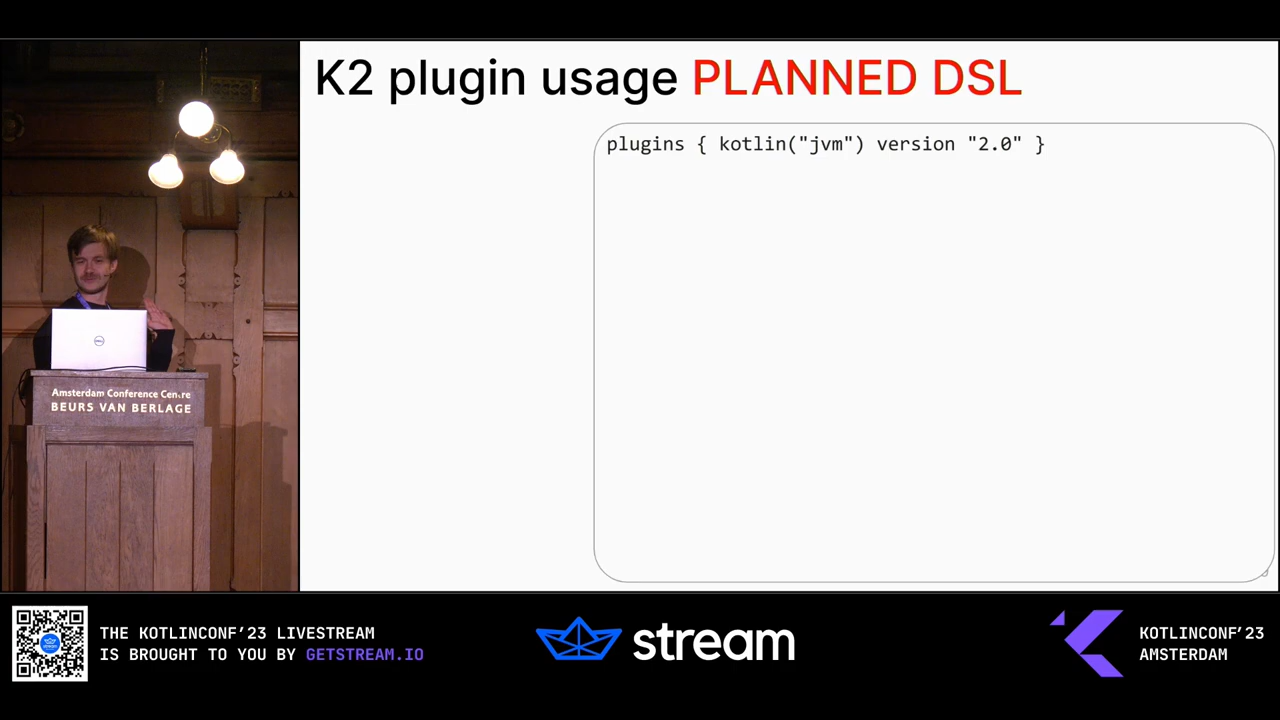 K2 plugin usage PLANNED DSL
plugins { kotlin("jvm") version "2.0" }
DELL
Amsterdam Conference Centre
BEURS VAN BERLAGE
THE KOTLINCONF’23 LIVESTREAM
IS BROUGHT TO YOU BY GETSTREAM.IO
stream
KOTLINCONF’23
AMSTERDAM